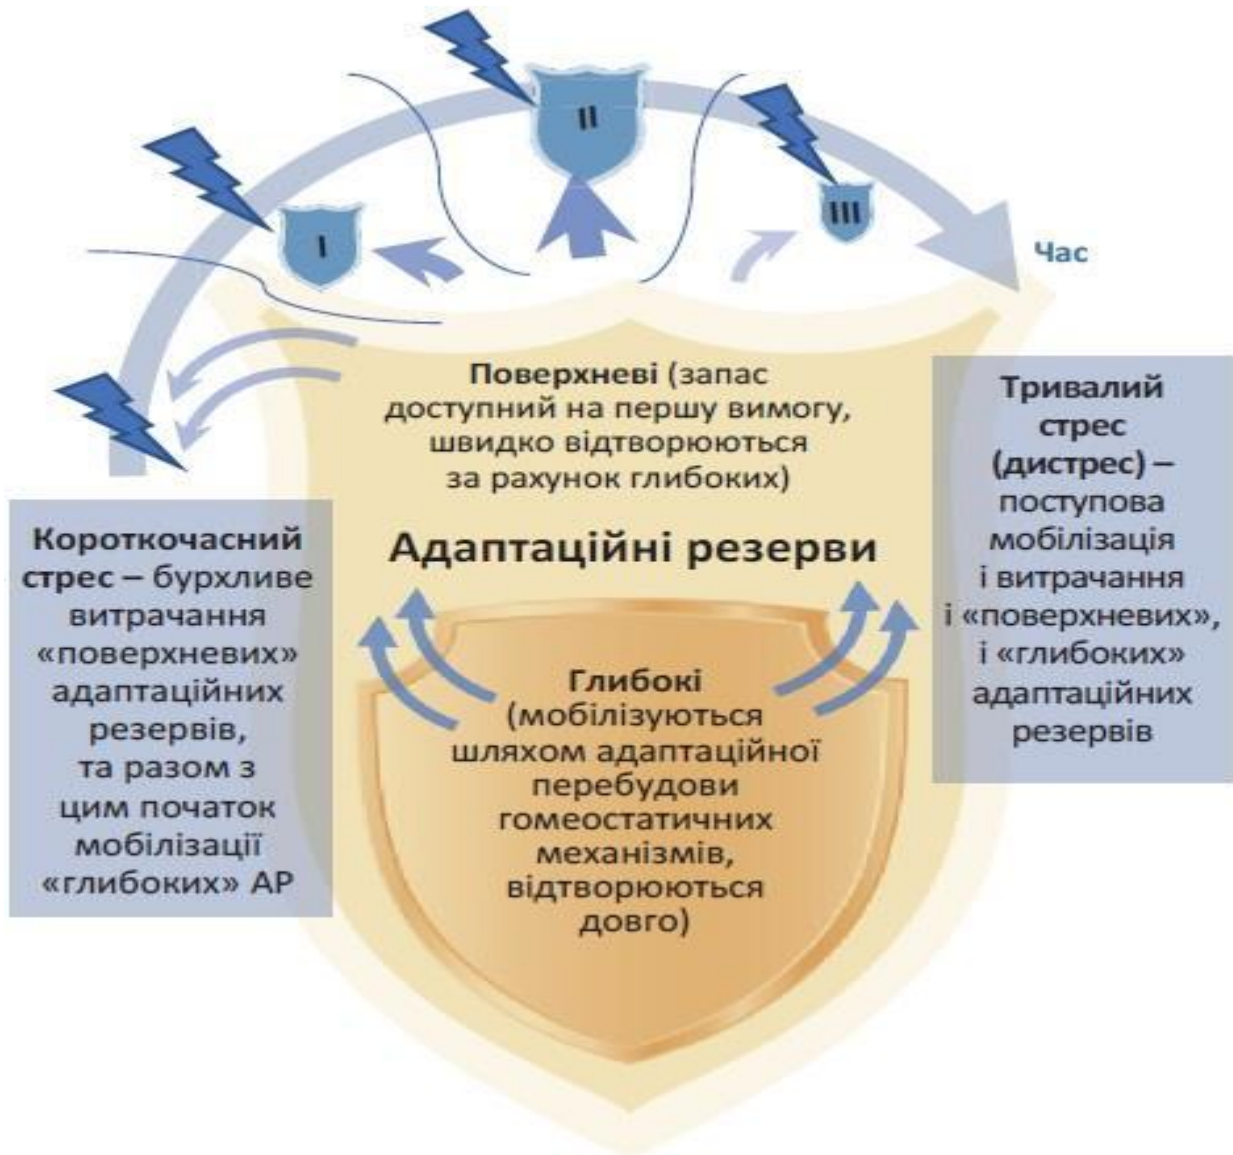 II
III
I
Час
Поверхневі (запас
доступний на першу вимогу,
швидко відтворюються
за рахунок глибоких)
Адаптаційні резерви
Глибокі
(мобілізуються
шляхом адаптаційної
перебудови
гомеостатичних
механізмів,
відтворюються
довго)
Короткочасний
стрес – бурхливе
витрачання
«поверхневих»
адаптаційних
резервів,
та разом з
цим початок
мобілізації
«глибоких» АР
Тривалий
стрес
(дистрес) –
поступова
мобілізація
і витрачання
і «поверхневих»,
і «глибоких»
адаптаційних
резервів